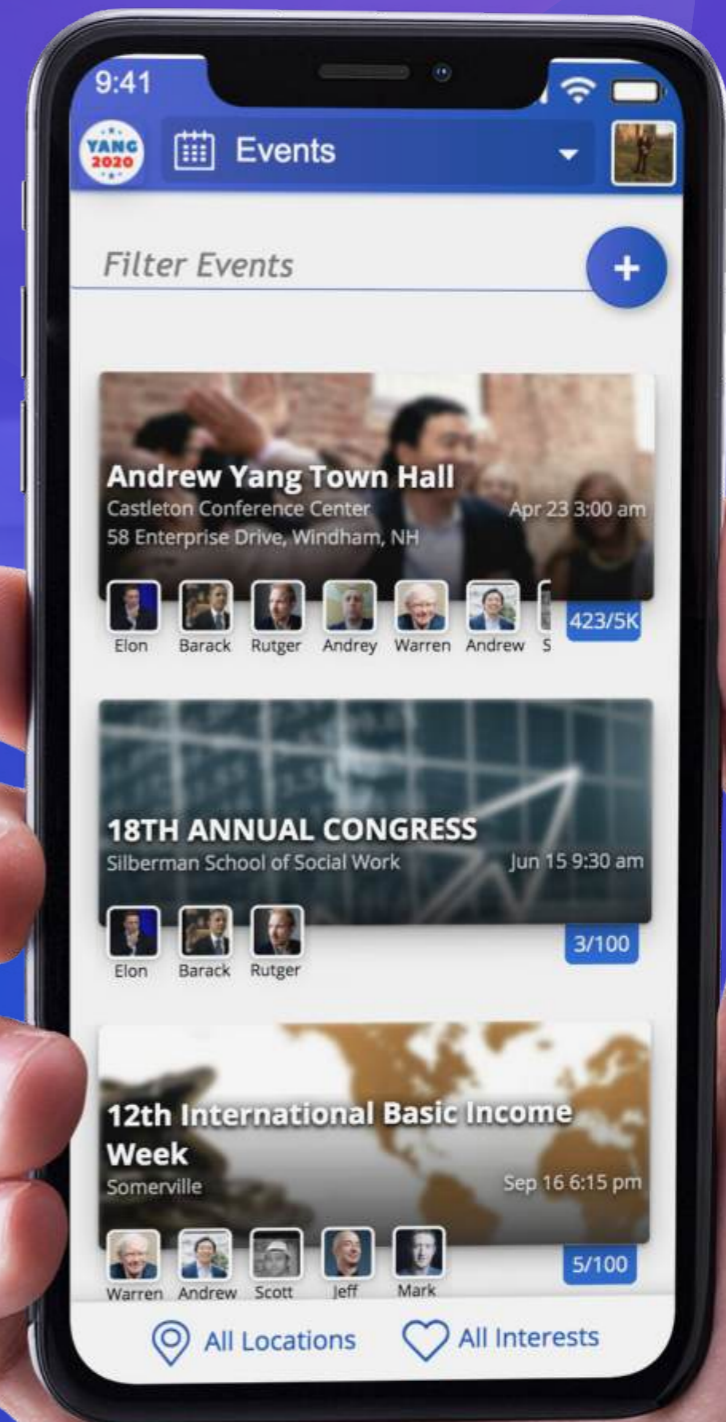 9:41
YANG
2020
Events
Filter Events
+
Andrew Yang Town Hall
Castleton Conference Center
Apr 23 3:00 am
58 Enterprise Drive, Windham, NH
Elon Barack Rutger Andrey Warren Andrew S
423/5K
18TH ANNUAL CONGRESS
Silberman School of Social Work
Jun 15 9:30 am
3/100
Elon Barack Rutger
12th International Basic Income
Week
Somerville
Sep 16 6:15 pm
5/100
Warren Andrew Scott Jeff Mark
All Locations All Interests